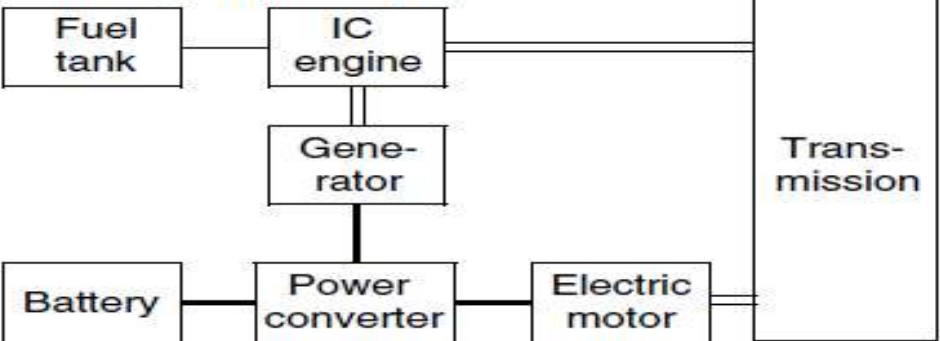 Fuel
tank
IC
engine
Gene-
rator
Trans-
mission
Battery
Power
converter
Electric
motor